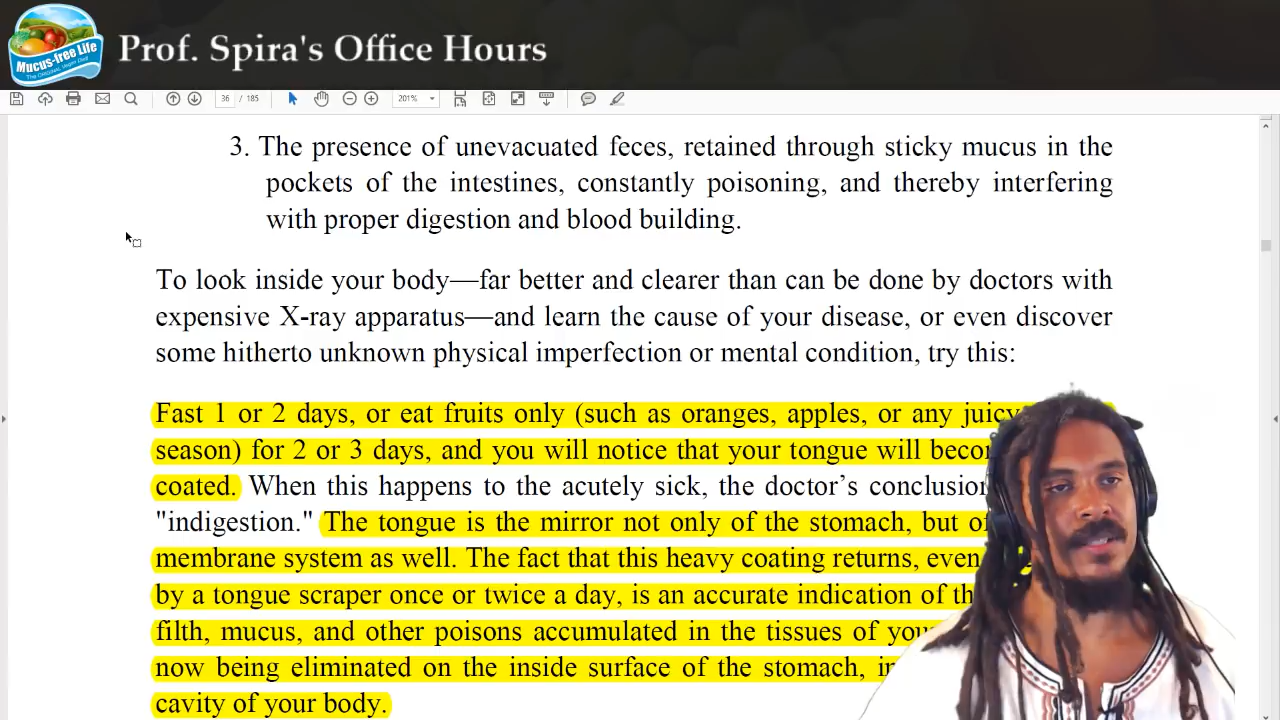 Mucus-free Life
The Original Vegan Diet
Prof. Spira's Office Hours
36 / 185
201%
3. The presence of unevacuated feces, retained through sticky mucus in the
pockets of the intestines, constantly poisoning, and thereby interfering
with proper digestion and blood building.
To look inside your body—far better and clearer than can be done by doctors with
expensive X-ray apparatus—and learn the cause of your disease, or even discover
some hitherto unknown physical imperfection or mental condition, try this:
Fast 1 or 2 days, or eat fruits only (such as oranges, apples, or any juicy
season) for 2 or 3 days, and you will notice that your tongue will
coated. When this happens to the acutely sick, the doctor's
"indigestion." The tongue is the mirror not only of the stomach, but
membrane system as well. The fact that this heavy coating returns, even
by a tongue scraper once or twice a day, is an accurate indication of
filth, mucus, and other poisons accumulated in the tissues of
now being eliminated on the inside surface of the stomach,
cavity of your body.